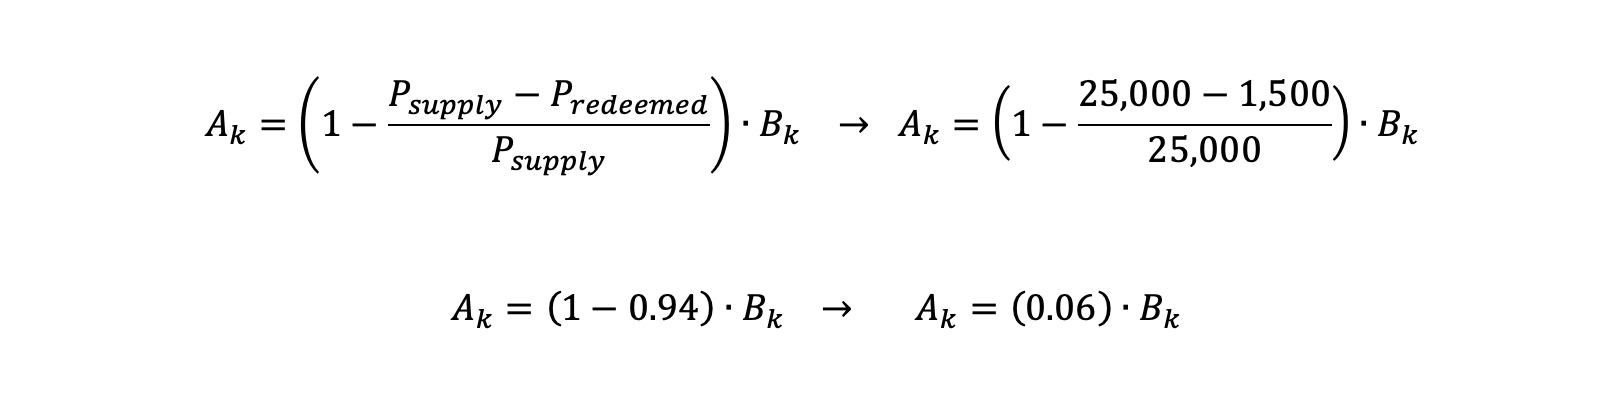 A_k = (1 − (P_supply − P_redeemed)/P_supply) · B_k → A_k = (1 − (25,000 − 1,500)/25,000) · B_k
A_k = (1 − 0.94) · B_k → A_k = (0.06) · B_k